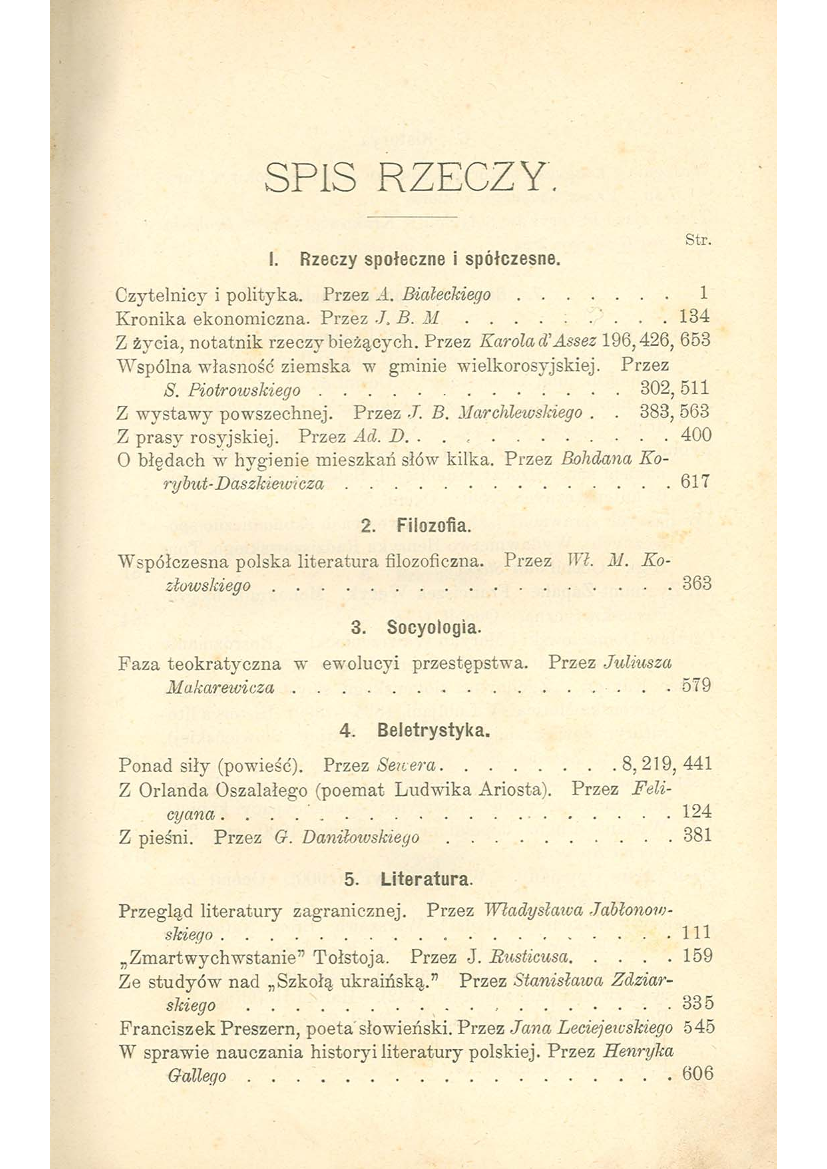 SPIS RZECZY.
Str.
I. Rzeczy społeczne i spółczesne.
Czytelnicy i polityka. Przez A. Białeckiego . . . . . . . 1
Kronika ekonomiczna. Przez J. B. M . . . . . . . . . 134
Z życia, notatnik rzeczy bieżących. Przez Karola d'Assez 196, 426, 653
Wspólna własność ziemska w gminie wielkorosyjskiej. Przez
S. Piotrowskiego . . . . . . . . . . . . . 302, 511
Z wystawy powszechnej. Przez J. B. Marchlewskiego . . 383, 563
Z prasy rosyjskiej. Przez Ad. D. . . . . . . . . . . . 400
O błędach w hygienie mieszkań słów kilka. Przez Bohdana Ko-
rybut-Daszkiewicza . . . . . . . . . . . . . . 617
2. Filozofia.
Współczesna polska literatura filozoficzna. Przez Wł. M. Ko-
złowskiego . . . . . . . . . . . . . . . . . 363
3. Socyologia.
Faza teokratyczna w ewolucyi przestępstwa. Przez Juliusza
Makarewicza . . . . . . . . . . . . . . . . 579
4. Beletrystyka.
Ponad siły (powieść). Przez Sewera . . . . . . . . 8, 219, 441
Z Orlanda Oszalałego (poemat Ludwika Ariosta). Przez Feli-
cyana . . . . . . . . . . . . . . . . . . . 124
Z pieśni. Przez G. Daniłowskiego . . . . . . . . . . 381
5. Literatura.
Przegląd literatury zagranicznej. Przez Władysława Jabłonow-
skiego . . . . . . . . . . . . . . . . . . . 111
„Zmartwychwstanie" Tołstoja. Przez J. Rusticusa. . . . . 159
Ze studyów nad „Szkołą ukraińską." Przez Stanisława Zdziar-
skiego . . . . . . . . . . . . . . . . . . 335
Franciszek Preszern, poeta słowieński. Przez Jana Leciejewskiego 545
W sprawie nauczania historyi literatury polskiej. Przez Henryka
Gallego . . . . . . . . . . . . . . . . . . 606